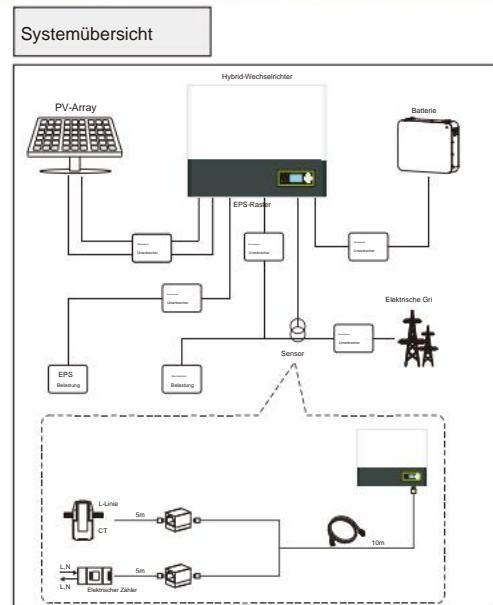 Systemübersicht
Hybrid-Wechselrichter
PV-Array
Batterie
EPS-Raster
Unterbrecher
Unterbrecher
Unterbrecher
Unterbrecher
Elektrische Gri
Unterbrecher
Sensor
EPS
Belastung
Belastung
L-Linie
5m
CT
10m
L,N
5m
L,N
Elektrischer Zähler